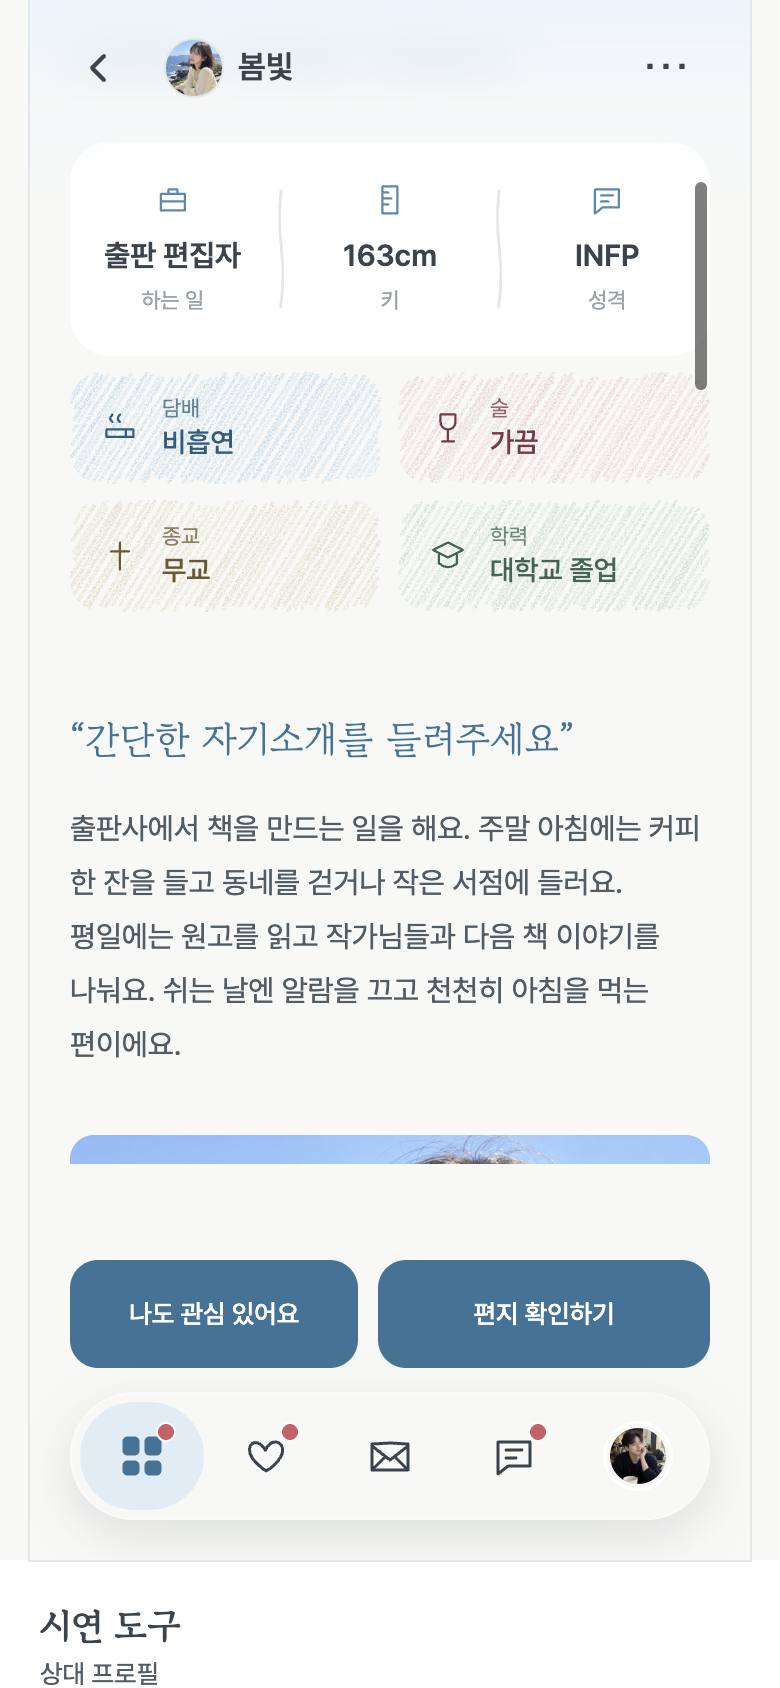 봄빛
출판 편집자
하는 일
163cm
키
INFP
성격
담배
비흡연
술
가끔
종교
무교
학력
대학교 졸업
“간단한 자기소개를 들려주세요”
출판사에서 책을 만드는 일을 해요. 주말 아침에는 커피
한 잔을 들고 동네를 걷거나 작은 서점에 들러요.
평일에는 원고를 읽고 작가님들과 다음 책 이야기를
나눠요. 쉬는 날엔 알람을 끄고 천천히 아침을 먹는
편이에요.
나도 관심 있어요
편지 확인하기
시연 도구
상대 프로필